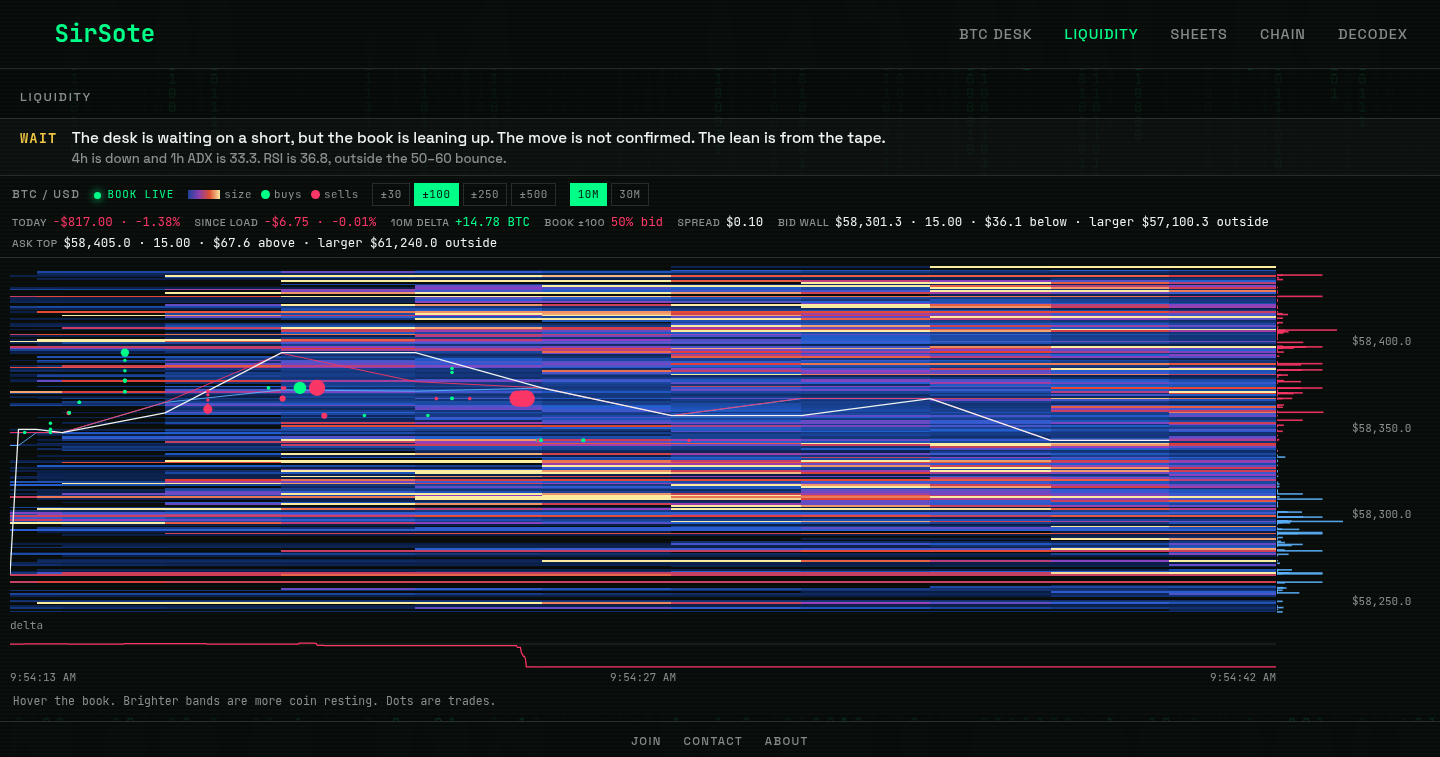 SirSote
BTC DESK LIQUIDITY SHEETS CHAIN DECODEX
LIQUIDITY
WAIT The desk is waiting on a short, but the book is leaning up. The move is not confirmed. The lean is from the tape.
4h is down and 1h ADX is 33.3. RSI is 36.8, outside the 50–60 bounce.
BTC / USD BOOK LIVE size buys sells ±30 ±100 ±250 ±500 10M 30M
TODAY -$817.00 · -1.38% SINCE LOAD -$6.75 · -0.01% 10M DELTA +14.78 BTC BOOK ±100 50% bid SPREAD $0.10 BID WALL $58,301.3 · 15.00 · $36.1 below · larger $57,100.3 outside
ASK TOP $58,405.0 · 15.00 · $67.6 above · larger $61,240.0 outside
$58,400.0
$58,350.0
$58,300.0
$58,250.0
delta
9:54:13 AM 9:54:27 AM 9:54:42 AM
Hover the book. Brighter bands are more coin resting. Dots are trades.
JOIN CONTACT ABOUT